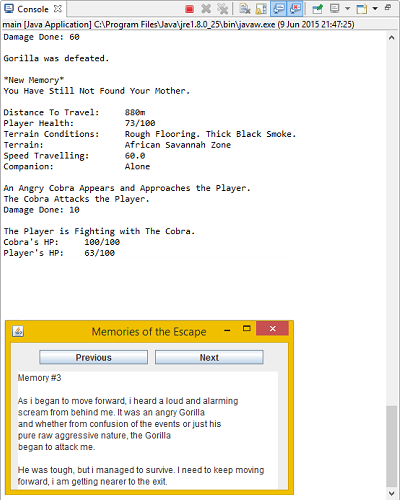 Console
main [Java Application] C:\Program Files\Java\jre1.8.0_25\bin\javaw.exe (9 Jun 2015 21:47:25)
Damage Done: 60
Gorilla was defeated.
*New Memory*
You Have Still Not Found Your Mother.
Distance To Travel: 880m
Player Health: 73/100
Terrain Conditions: Rough Flooring. Thick Black Smoke.
Terrain: African Savannah Zone
Speed Travelling: 60.0
Companion: Alone
An Angry Cobra Appears and Approaches the Player.
The Cobra Attacks the Player.
Damage Done: 10
The Player is Fighting with The Cobra.
Cobra's HP: 100/100
Player's HP: 63/100
Memories of the Escape
Previous Next
Memory #3
As i began to move forward, i heard a loud and alarming
scream from behind me. It was an angry Gorilla
and whether from confusion of the events or just his
pure raw aggressive nature, the Gorilla
began to attack me.
He was tough, but i managed to survive. I need to keep moving
forward, i am getting nearer to the exit.